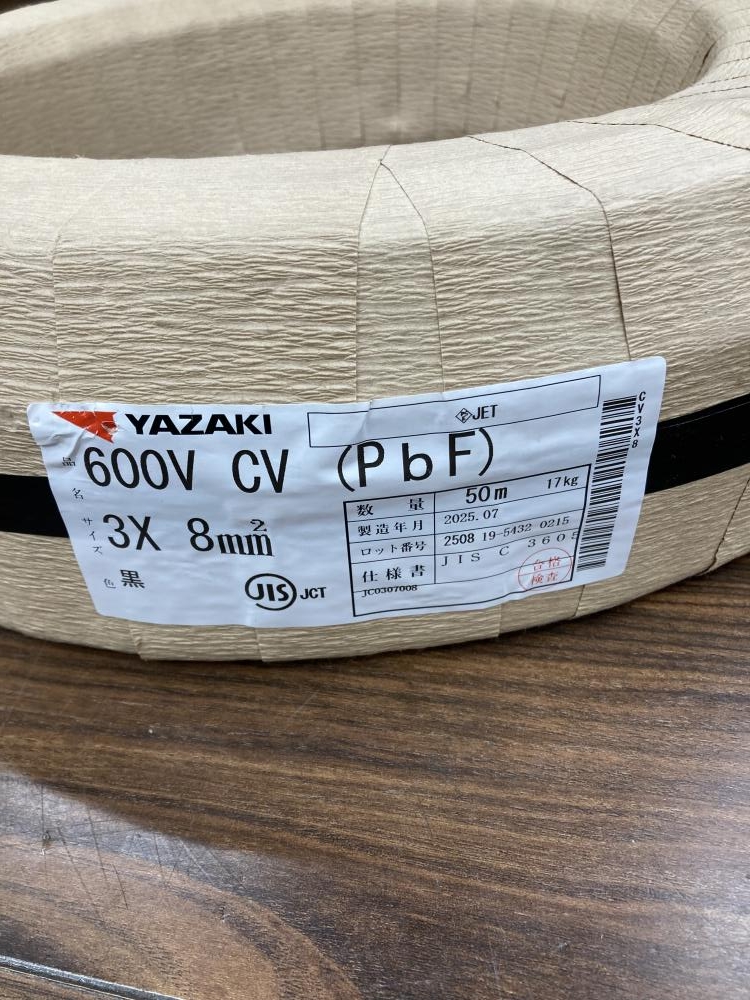 YAZAKI
JET
品名
600V CV (PbF)
サイズ
3X 8mm²
色 黒
JIS JCT
数量 50m 17kg
製造年月 2025.07
ロット番号 2508 19-5432 0215
仕様書 JIS C 3605
JC0307008
合格
検査
CV3X8